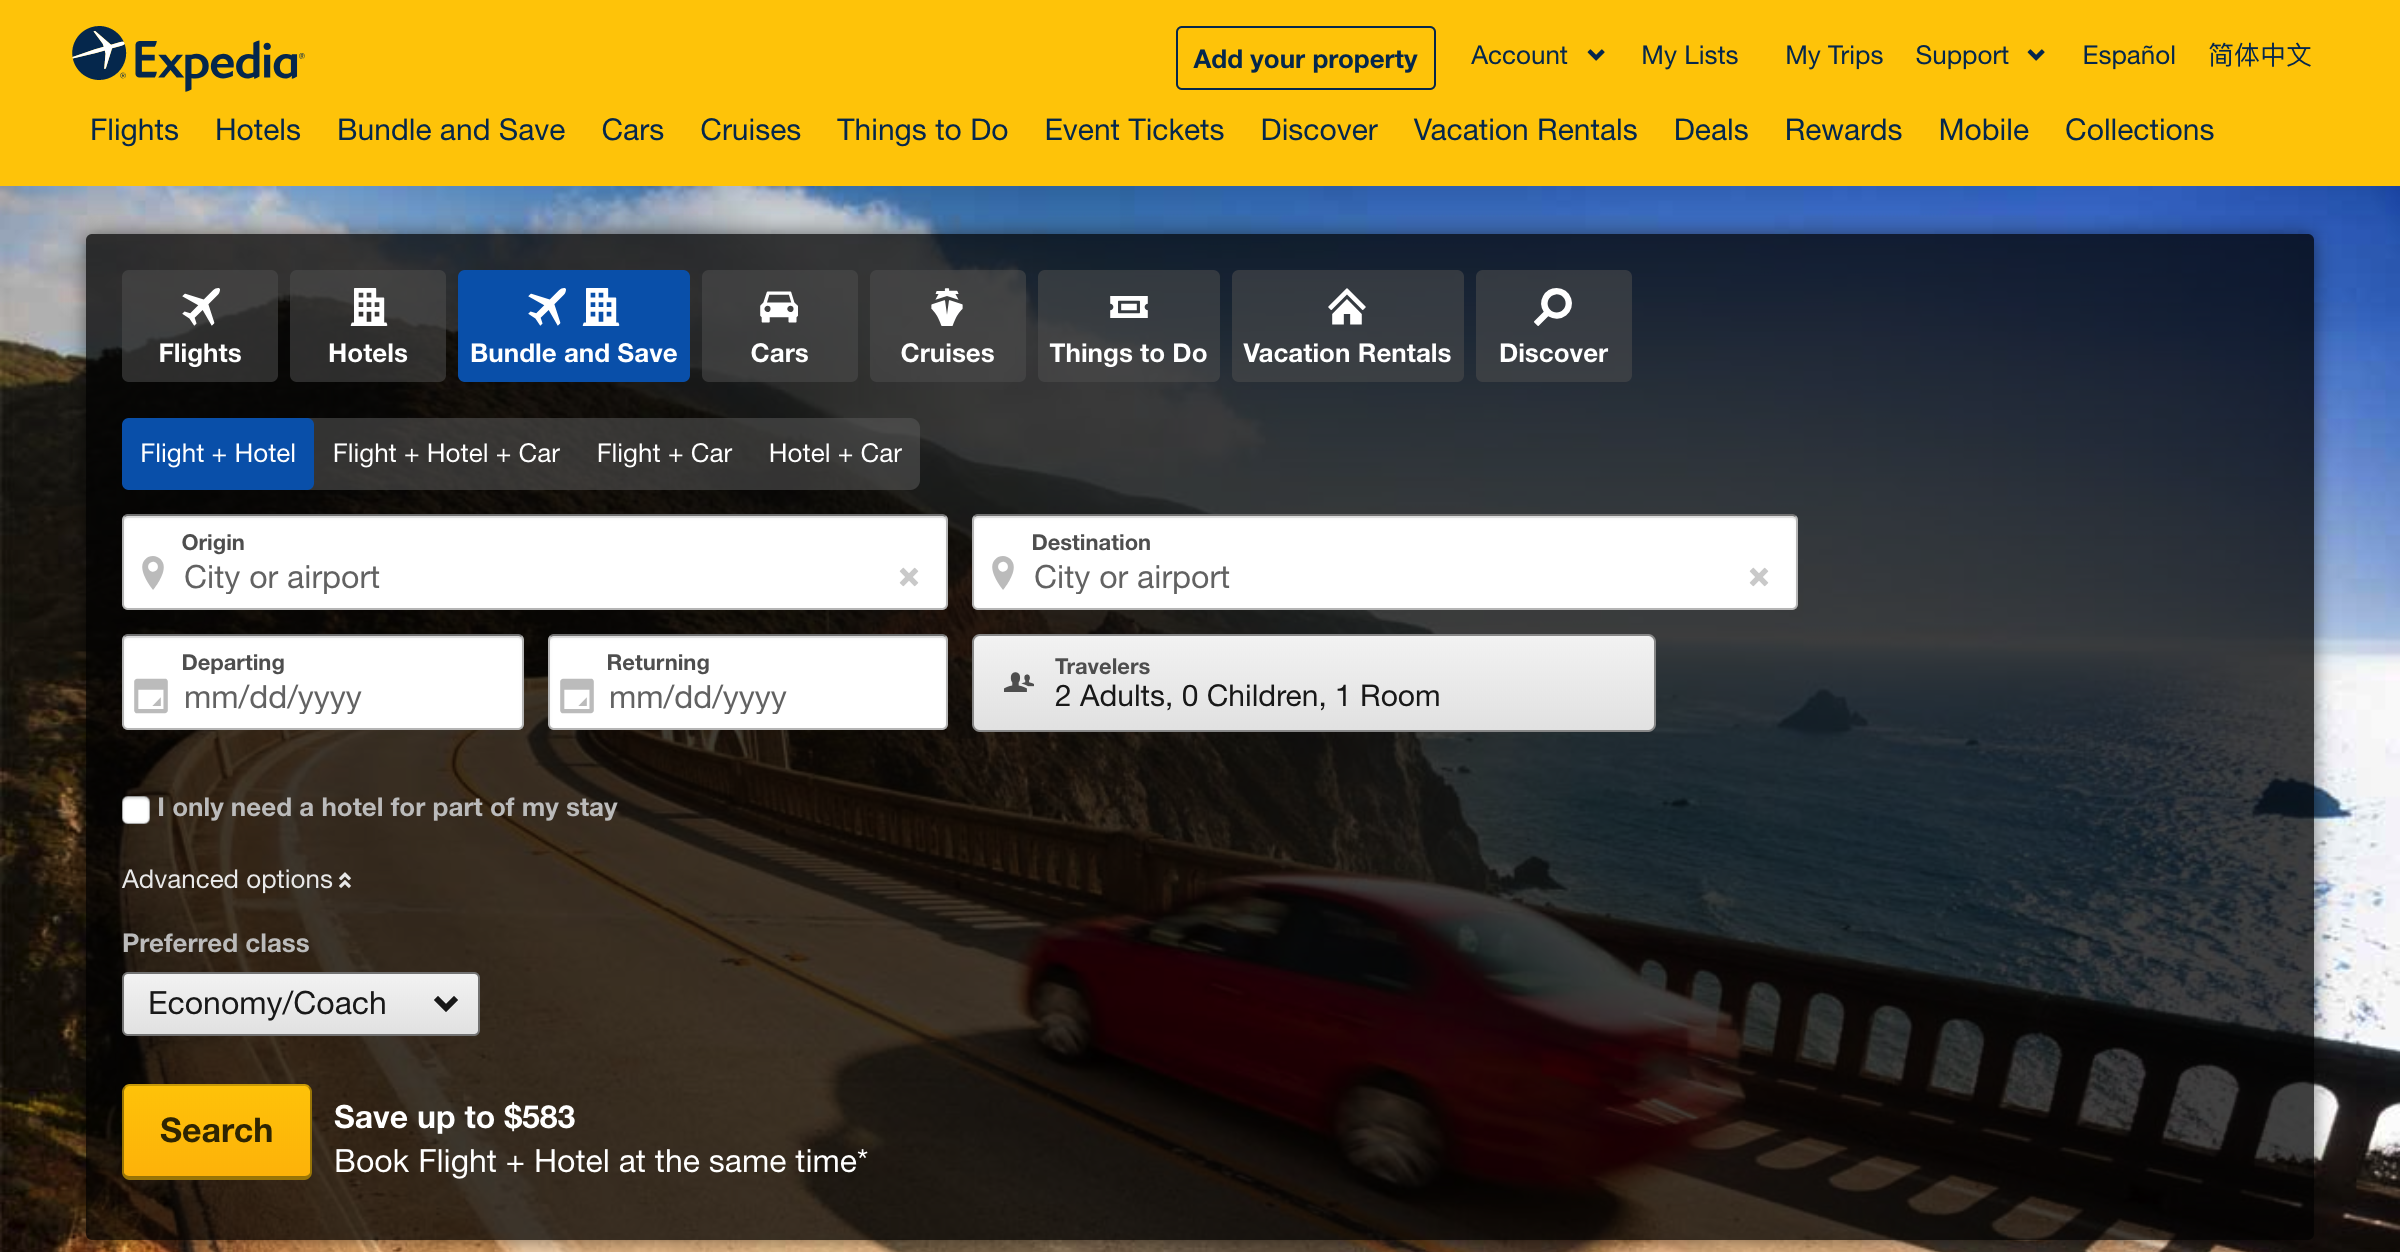 Expedia
Add your property
Account
My Lists
My Trips
Support
Español
简体中文
Flights
Hotels
Bundle and Save
Cars
Cruises
Things to Do
Event Tickets
Discover
Vacation Rentals
Deals
Rewards
Mobile
Collections
Flights
Hotels
Bundle and Save
Cars
Cruises
Things to Do
Vacation Rentals
Discover
Flight + Hotel
Flight + Hotel + Car
Flight + Car
Hotel + Car
Origin
City or airport
Destination
City or airport
Departing
mm/dd/yyyy
Returning
mm/dd/yyyy
Travelers
2 Adults, 0 Children, 1 Room
I only need a hotel for part of my stay
Advanced options
Preferred class
Economy/Coach
Search
Save up to $583
Book Flight + Hotel at the same time*